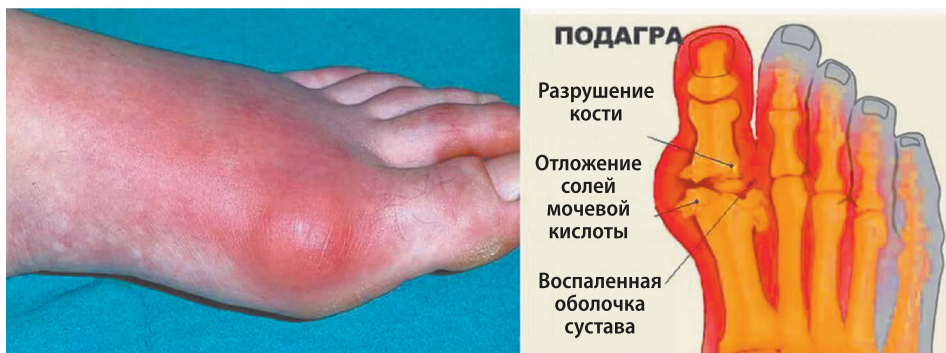 ПОДАГРА
Разрушение
кости
Отложение
солей
мочевой
кислоты
Воспаленная
оболочка
сустава